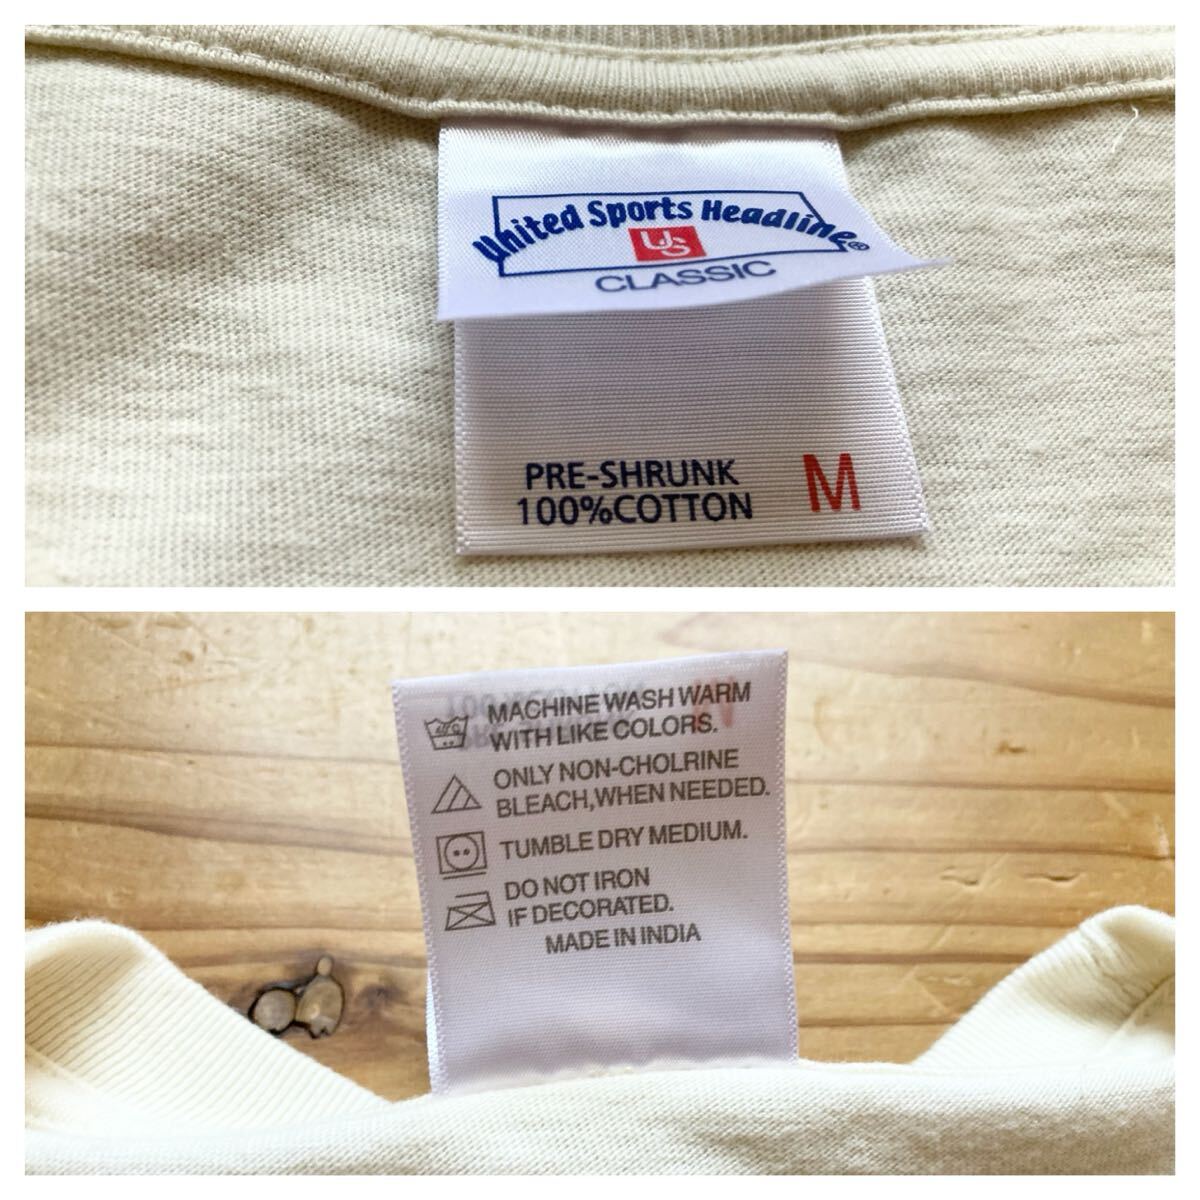 United Sports Headline®
US
CLASSIC
PRE-SHRUNK
100%COTTON
M
MACHINE WASH WARM
WITH LIKE COLORS.
ONLY NON-CHOLRINE
BLEACH,WHEN NEEDED.
TUMBLE DRY MEDIUM.
DO NOT IRON
IF DECORATED.
MADE IN INDIA